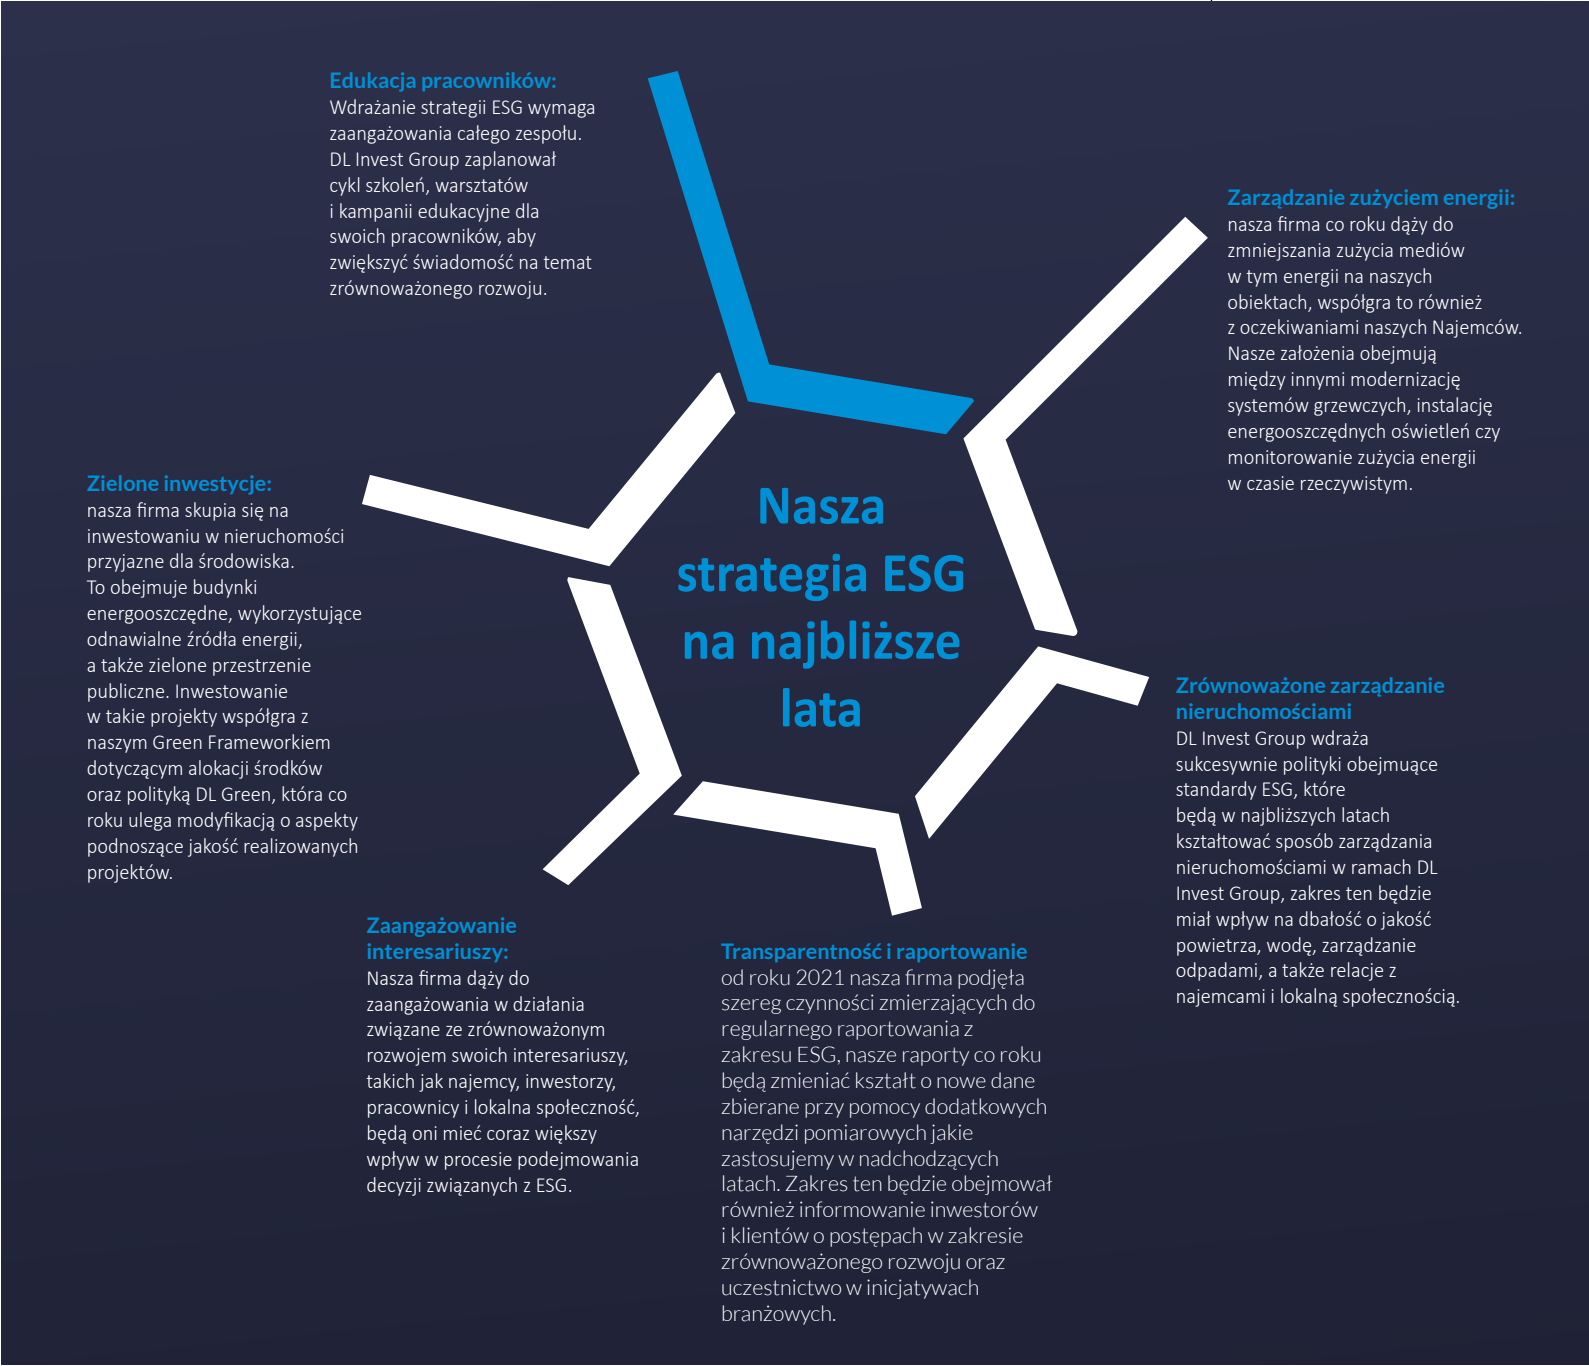 Edukacja pracowników:
Wdrażanie strategii ESG wymaga
zaangażowania całego zespołu.
DL Invest Group zaplanował
cykl szkoleń, warsztatów
i kampanii edukacyjne dla
swoich pracowników, aby
zwiększyć świadomość na temat
zrównoważonego rozwoju.
Zarządzanie zużyciem energii:
nasza firma co roku dąży do
zmniejszania zużycia mediów
w tym energii na naszych
obiektach, współgra to również
z oczekiwaniami naszych Najemców.
Nasze założenia obejmują
między innymi modernizację
systemów grzewczych, instalację
energooszczędnych oświetleń czy
monitorowanie zużycia energii
w czasie rzeczywistym.
Nasza
strategia ESG
na najbliższe
lata
Zielone inwestycje:
nasza firma skupia się na
inwestowaniu w nieruchomości
przyjazne dla środowiska.
To obejmuje budynki
energooszczędne, wykorzystujące
odnawialne źródła energii,
a także zielone przestrzenie
publiczne. Inwestowanie
w takie projekty współgra z
naszym Green Frameworkiem
dotyczącym alokacji środków
oraz polityką DL Green, która co
roku ulega modyfikacją o aspekty
podnoszące jakość realizowanych
projektów.
Zrównoważone zarządzanie
nieruchomościami
DL Invest Group wdraża
sukcesywnie polityki obejmuące
standardy ESG, które
będą w najbliższych latach
kształtować sposób zarządzania
nieruchomościami w ramach DL
Invest Group, zakres ten będzie
miał wpływ na dbałość o jakość
powietrza, wodę, zarządzanie
odpadami, a także relacje z
najemcami i lokalną społecznością.
Zaangażowanie
interesariuszy:
Nasza firma dąży do
zaangażowania w działania
związane ze zrównoważonym
rozwojem swoich interesariuszy,
takich jak najemcy, inwestorzy,
pracownicy i lokalna społeczność,
będą oni mieć coraz większy
wpływ w procesie podejmowania
decyzji związanych z ESG.
Transparentność i raportowanie
od roku 2021 nasza firma podjęła
szereg czynności zmierzających do
regularnego raportowania z
zakresu ESG, nasze raporty co roku
będą zmieniać kształt o nowe dane
zbierane przy pomocy dodatkowych
narzędzi pomiarowych jakie
zastosujemy w nadchodzących
latach. Zakres ten będzie obejmował
również informowanie inwestorów
i klientów o postępach w zakresie
zrównoważonego rozwoju oraz
uczestnictwo w inicjatywach
branżowych.